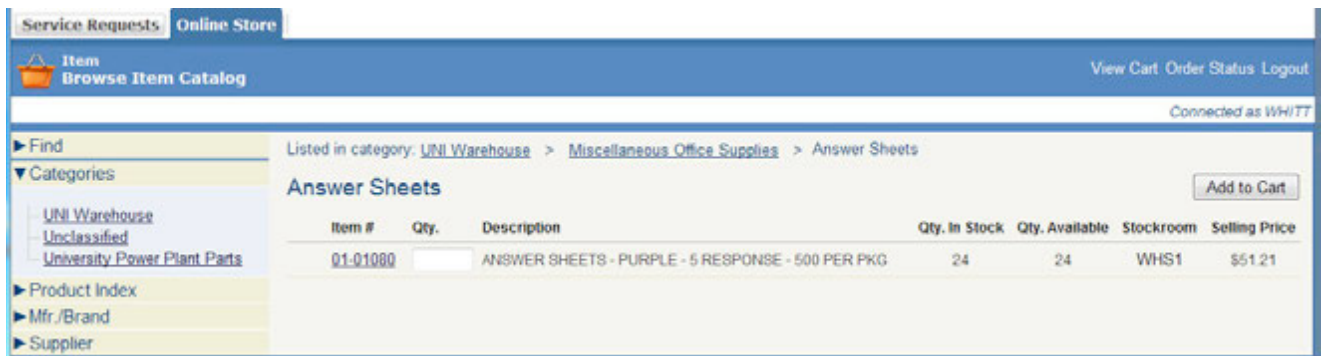 Service Requests Online Store
Item
Browse Item Catalog
View Cart Order Status Logout
Connected as WHITT
Find
Categories
UNI Warehouse
Unclassified
University Power Plant Parts
Product Index
Mfr./Brand
Supplier
Listed in category: UNI Warehouse > Miscellaneous Office Supplies > Answer Sheets
Answer Sheets
Add to Cart
Item # Qty. Description Qty. In Stock Qty. Available Stockroom Selling Price
01-01080 ANSWER SHEETS - PURPLE - 5 RESPONSE - 500 PER PKG 24 24 WHS1 $51.21